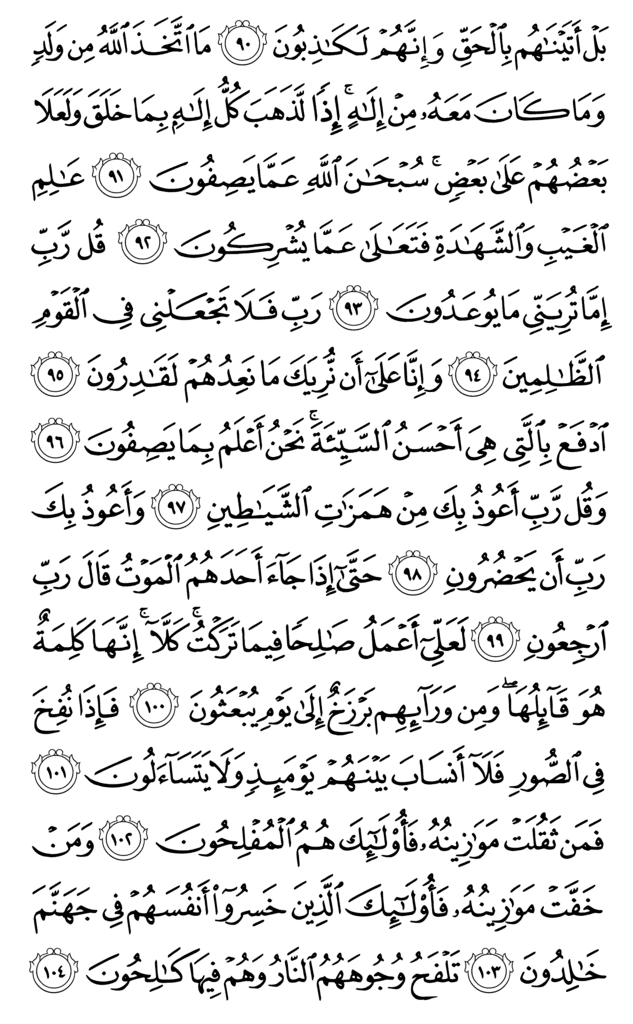 بَلۡ أَتَيۡنَٰهُم بِٱلۡحَقِّ وَإِنَّهُمۡ لَكَٰذِبُونَ ٩٠ مَا ٱتَّخَذَ ٱللَّهُ مِن وَلَدٖ
وَمَا كَانَ مَعَهُۥ مِنۡ إِلَٰهٍۚ إِذٗا لَّذَهَبَ كُلُّ إِلَٰهِۭ بِمَا خَلَقَ وَلَعَلَا
بَعۡضُهُمۡ عَلَىٰ بَعۡضٖۚ سُبۡحَٰنَ ٱللَّهِ عَمَّا يَصِفُونَ ٩١ عَٰلِمِ
ٱلۡغَيۡبِ وَٱلشَّهَٰدَةِ فَتَعَٰلَىٰ عَمَّا يُشۡرِكُونَ ٩٢ قُل رَّبِّ
إِمَّا تُرِيَنِّي مَا يُوعَدُونَ ٩٣ رَبِّ فَلَا تَجۡعَلۡنِي فِي ٱلۡقَوۡمِ
ٱلظَّٰلِمِينَ ٩٤ وَإِنَّا عَلَىٰٓ أَن نُّرِيَكَ مَا نَعِدُهُمۡ لَقَٰدِرُونَ ٩٥
ٱدۡفَعۡ بِٱلَّتِي هِيَ أَحۡسَنُ ٱلسَّيِّئَةَۚ نَحۡنُ أَعۡلَمُ بِمَا يَصِفُونَ ٩٦
وَقُل رَّبِّ أَعُوذُ بِكَ مِنۡ هَمَزَٰتِ ٱلشَّيَٰطِينِ ٩٧ وَأَعُوذُ بِكَ
رَبِّ أَن يَحۡضُرُونِ ٩٨ حَتَّىٰٓ إِذَا جَآءَ أَحَدَهُمُ ٱلۡمَوۡتُ قَالَ رَبِّ
ٱرۡجِعُونِ ٩٩ لَعَلِّيٓ أَعۡمَلُ صَٰلِحٗا فِيمَا تَرَكۡتُۚ كَلَّآۚ إِنَّهَا كَلِمَةٌ
هُوَ قَآئِلُهَاۖ وَمِن وَرَآئِهِم بَرۡزَخٌ إِلَىٰ يَوۡمِ يُبۡعَثُونَ ١٠٠ فَإِذَا نُفِخَ
فِي ٱلصُّورِ فَلَآ أَنسَابَ بَيۡنَهُمۡ يَوۡمَئِذٖ وَلَا يَتَسَآءَلُونَ ١٠١
فَمَن ثَقُلَتۡ مَوَٰزِينُهُۥ فَأُوْلَٰٓئِكَ هُمُ ٱلۡمُفۡلِحُونَ ١٠٢ وَمَنۡ
خَفَّتۡ مَوَٰزِينُهُۥ فَأُوْلَٰٓئِكَ ٱلَّذِينَ خَسِرُوٓاْ أَنفُسَهُمۡ فِي جَهَنَّمَ
خَٰلِدُونَ ١٠٣ تَلۡفَحُ وُجُوهَهُمُ ٱلنَّارُ وَهُمۡ فِيهَا كَٰلِحُونَ ١٠٤